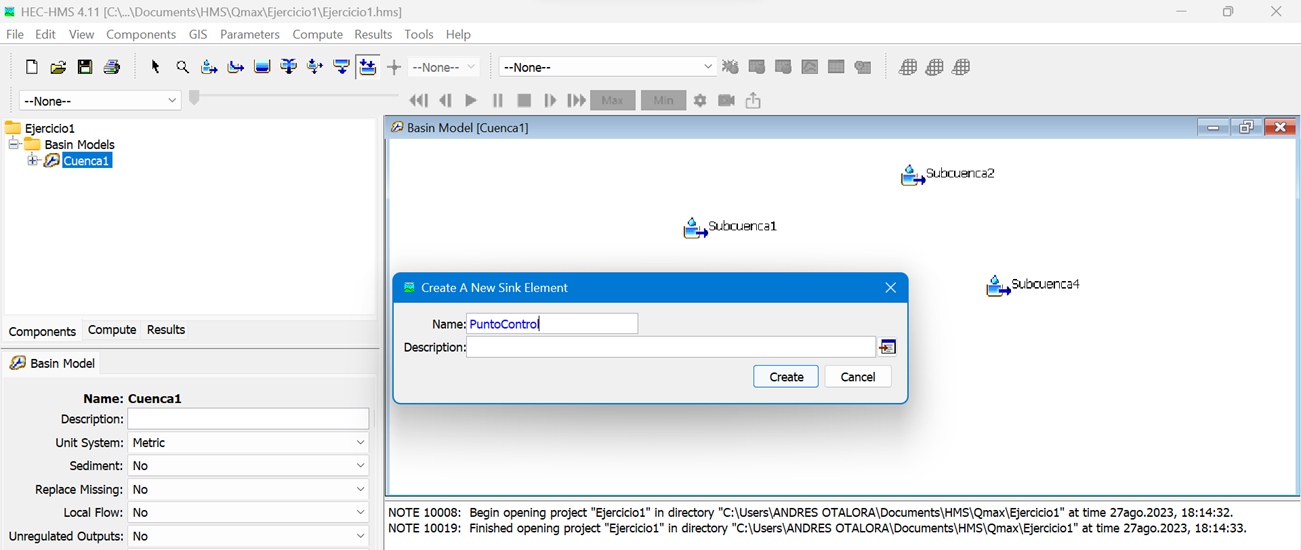 HEC-HMS 4.11 [C:\...\Documents\HMS\Qmax\Ejercicio1\Ejercicio1.hms]
File Edit View Components GIS Parameters Compute Results Tools Help
--None-- --None--
--None-- Max Min
Ejercicio1
Basin Models
Cuenca1
Components Compute Results
Basin Model
Name: Cuenca1
Description:
Unit System: Metric
Sediment: No
Replace Missing: No
Local Flow: No
Unregulated Outputs: No
Basin Model [Cuenca1]
Subcuenca2
Subcuenca1
Subcuenca4
Create A New Sink Element
Name: PuntoControl
Description:
Create Cancel
NOTE 10008: Begin opening project "Ejercicio1" in directory "C:\Users\ANDRES OTALORA\Documents\HMS\Qmax\Ejercicio1" at time 27ago.2023, 18:14:32.
NOTE 10019: Finished opening project "Ejercicio1" in directory "C:\Users\ANDRES OTALORA\Documents\HMS\Qmax\Ejercicio1" at time 27ago.2023, 18:14:33.